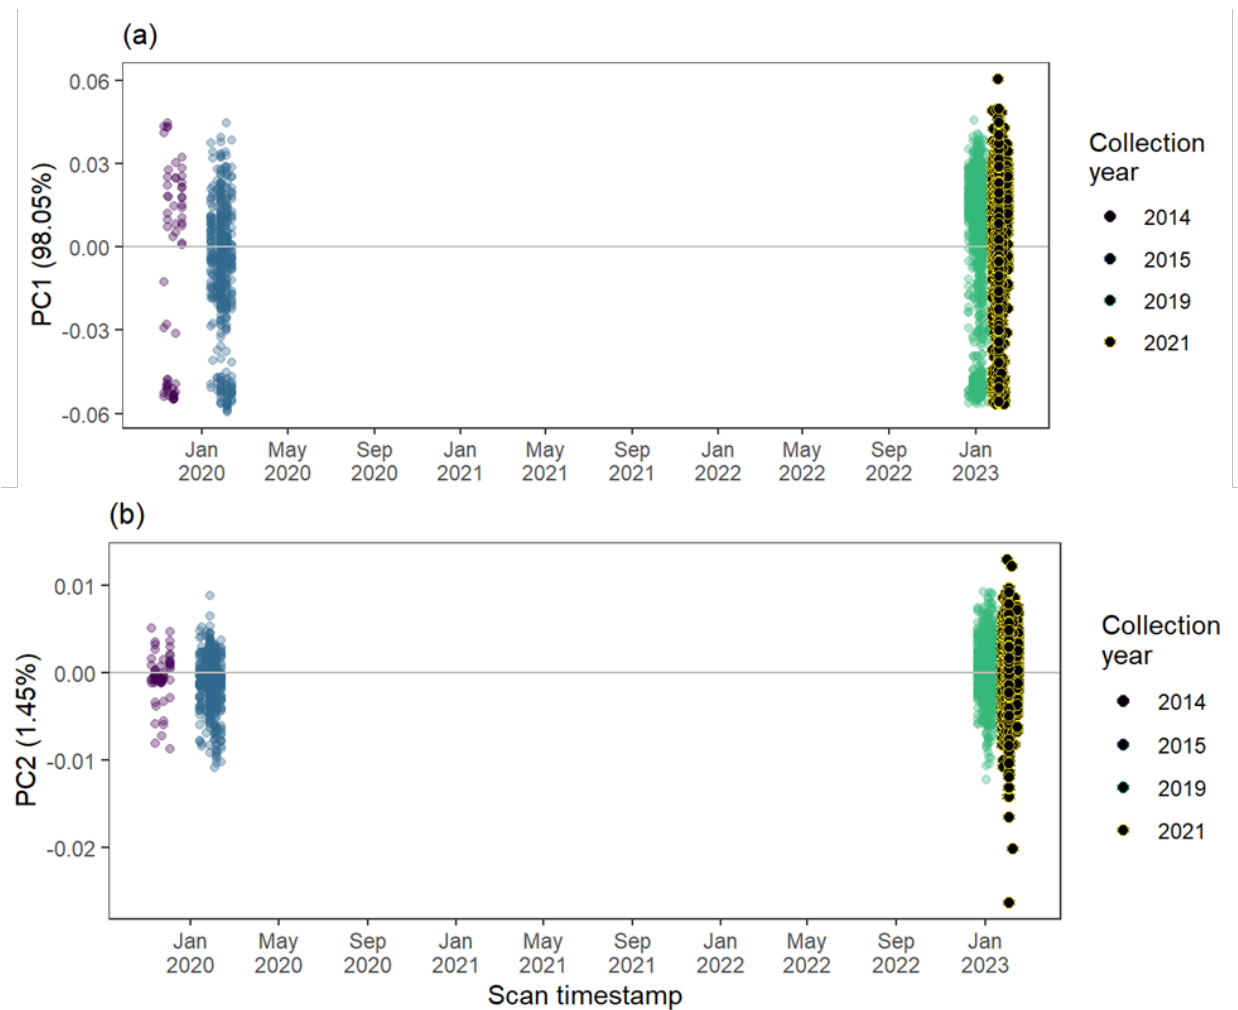 (a)
PC1 (98.05%)
0.06
0.03
0.00
-0.03
-0.06
Jan May Sep Jan May Sep Jan May Sep Jan
2020 2020 2020 2021 2021 2021 2022 2022 2022 2023
Collection
year
2014
2015
2019
2021
(b)
PC2 (1.45%)
0.01
0.00
-0.01
-0.02
Jan May Sep Jan May Sep Jan May Sep Jan
2020 2020 2020 2021 2021 2021 2022 2022 2022 2023
Scan timestamp
Collection
year
2014
2015
2019
2021